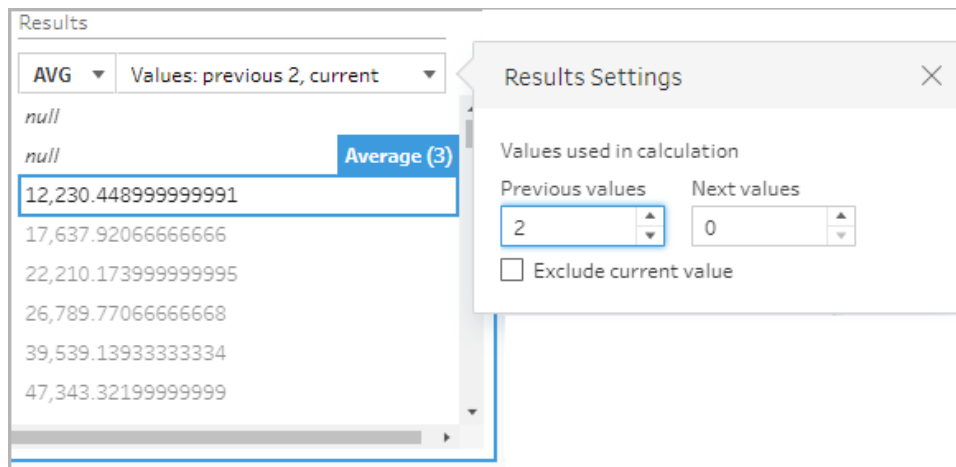 Results
AVG Values: previous 2, current
null
null
Average (3)
12,230.448999999991
17,637.92066666666
22,210.173999999995
26,789.77066666668
39,539.13933333334
47,343.32199999999
Results Settings
Values used in calculation
Previous values Next values
2 0
Exclude current value